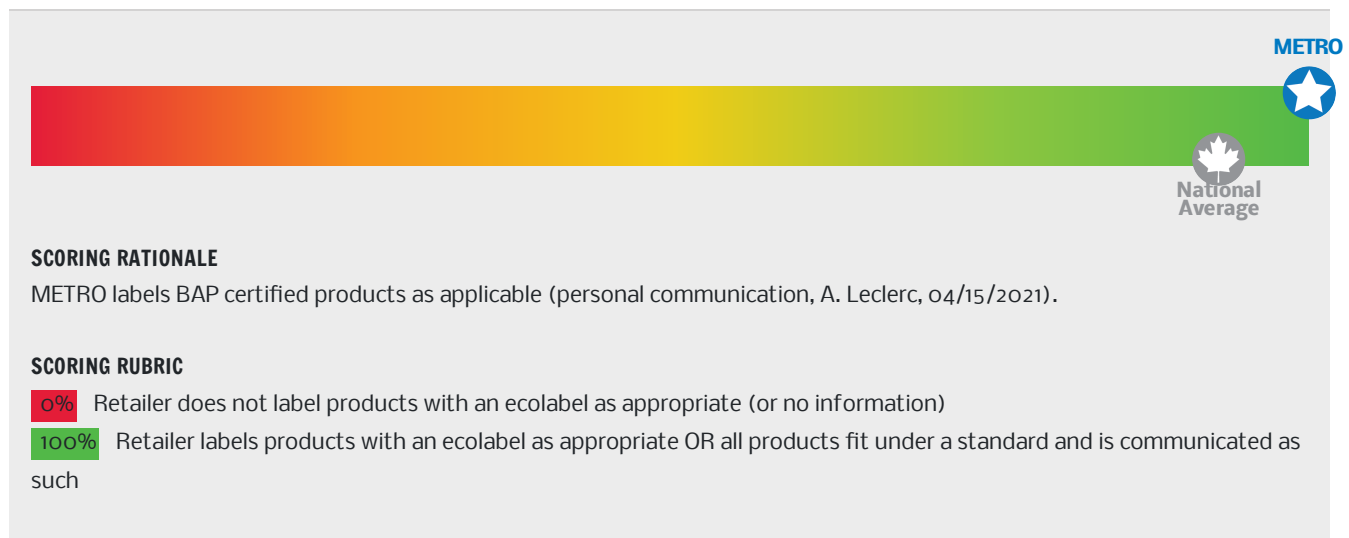 METRO
National
Average
SCORING RATIONALE
METRO labels BAP certified products as applicable (personal communication, A. Leclerc, 04/15/2021).
SCORING RUBRIC
0% Retailer does not label products with an ecolabel as appropriate (or no information)
100% Retailer labels products with an ecolabel as appropriate OR all products fit under a standard and is communicated as
such